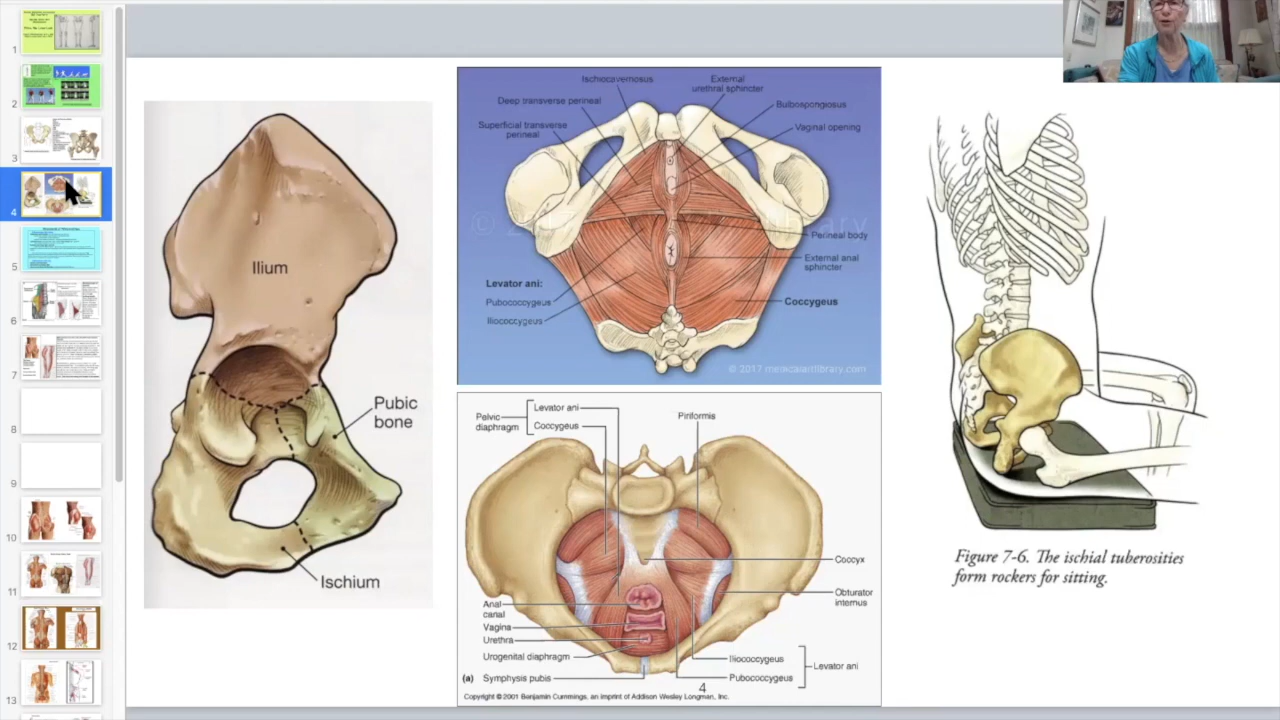 1
2
3
4
5
6
7
8
9
10
11
12
13
Ilium
Pubic
bone
Ischium
Ischiocavernosus
External
urethral sphincter
Deep transverse perineal
Bulbospongiosus
Superficial transverse
perineal
Vaginal opening
Perineal body
External anal
sphincter
Levator ani:
Pubococcygeus
Coccygeus
Iliococcygeus
© 2017 medicalartlibrary.com
Pelvic
diaphragm
Levator ani
Coccygeus
Piriformis
Coccyx
Obturator
internus
Anal
canal
Vagina
Urethra
Urogenital diaphragm
Iliococcygeus
Levator ani
(a) Symphysis pubis
Pubococcygeus
4
Copyright © 2001 Benjamin Cummings, an imprint of Addison Wesley Longman, Inc.
Figure 7-6. The ischial tuberosities
form rockers for sitting.